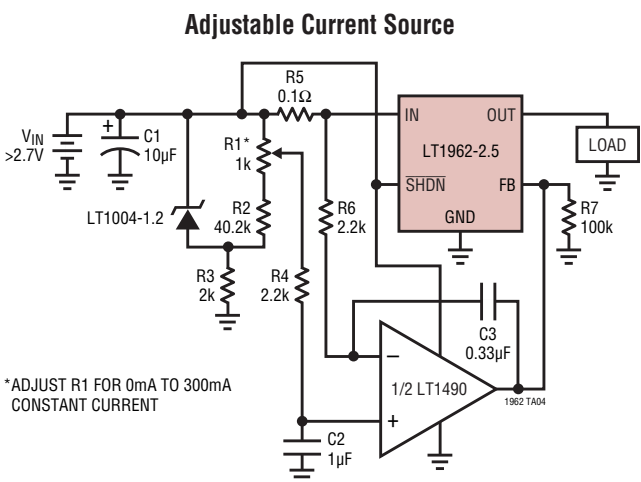 Adjustable Current Source
R5
0.1Ω
VIN
>2.7V
+
C1
10µF
R1*
1k
IN
OUT
LT1962-2.5
SHDN
FB
GND
LOAD
LT1004-1.2
R2
40.2k
R6
2.2k
R7
100k
R3
2k
R4
2.2k
C3
0.33µF
–
1/2 LT1490
+
1962 TA04
*ADJUST R1 FOR 0mA TO 300mA
CONSTANT CURRENT
C2
1µF